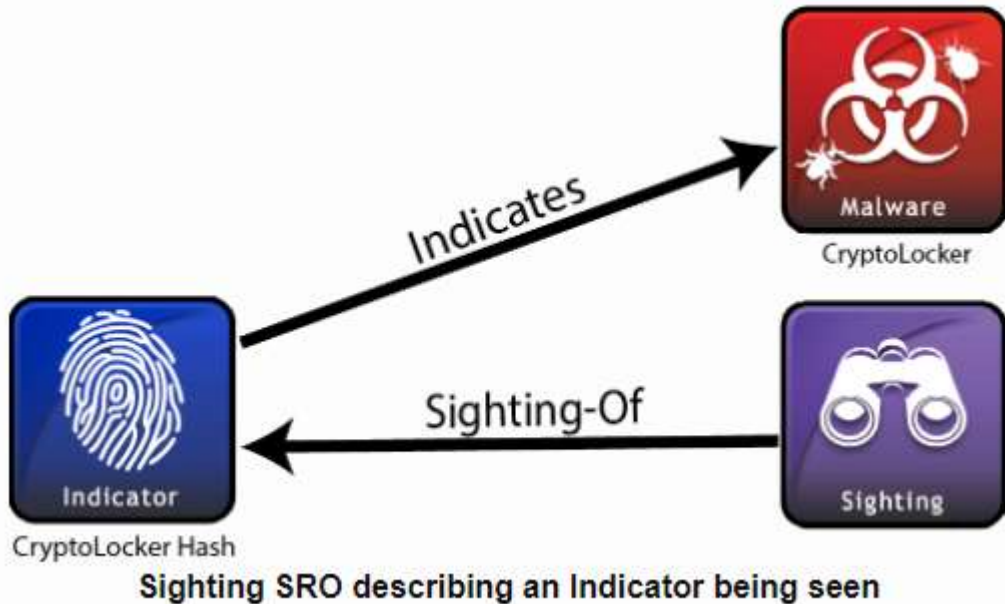 Malware
CryptoLocker
Indicates
Sighting-Of
Indicator
Sighting
CryptoLocker Hash
Sighting SRO describing an Indicator being seen